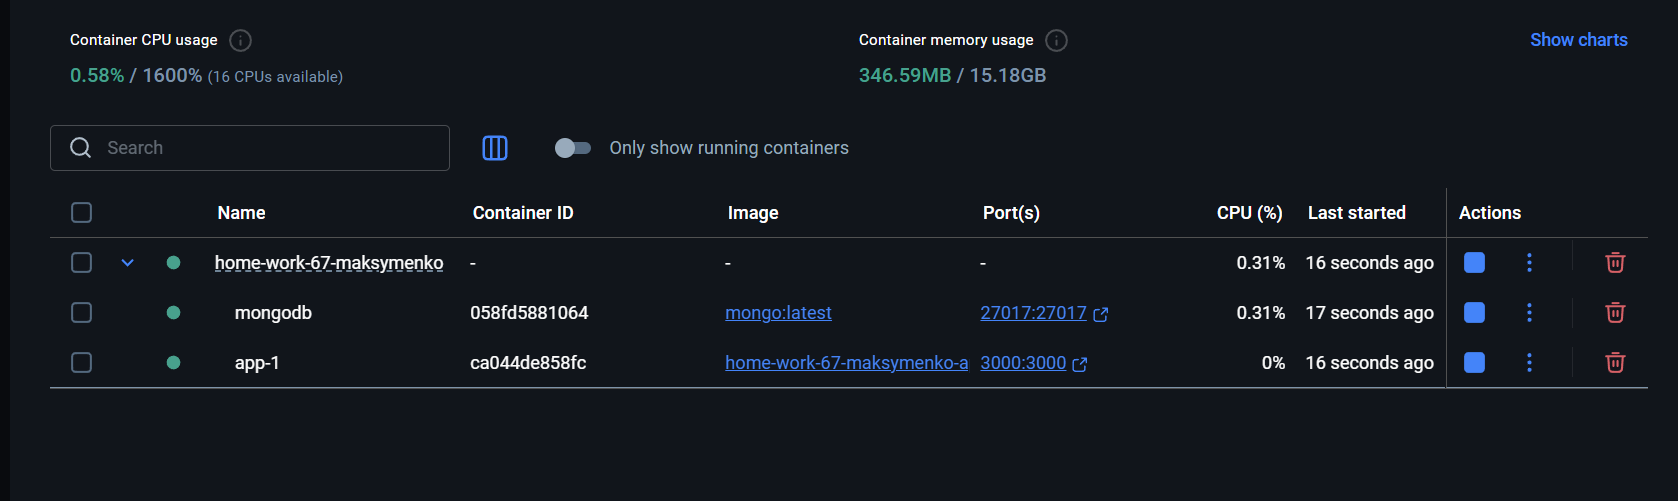 Container CPU usage
0.58% / 1600% (16 CPUs available)
Container memory usage
346.59MB / 15.18GB
Show charts
Search
Only show running containers
Name Container ID Image Port(s) CPU (%) Last started Actions
home-work-67-maksymenko - - - 0.31% 16 seconds ago
mongodb 058fd5881064 mongo:latest 27017:27017 0.31% 17 seconds ago
app-1 ca044de858fc home-work-67-maksymenko-a 3000:3000 0% 16 seconds ago